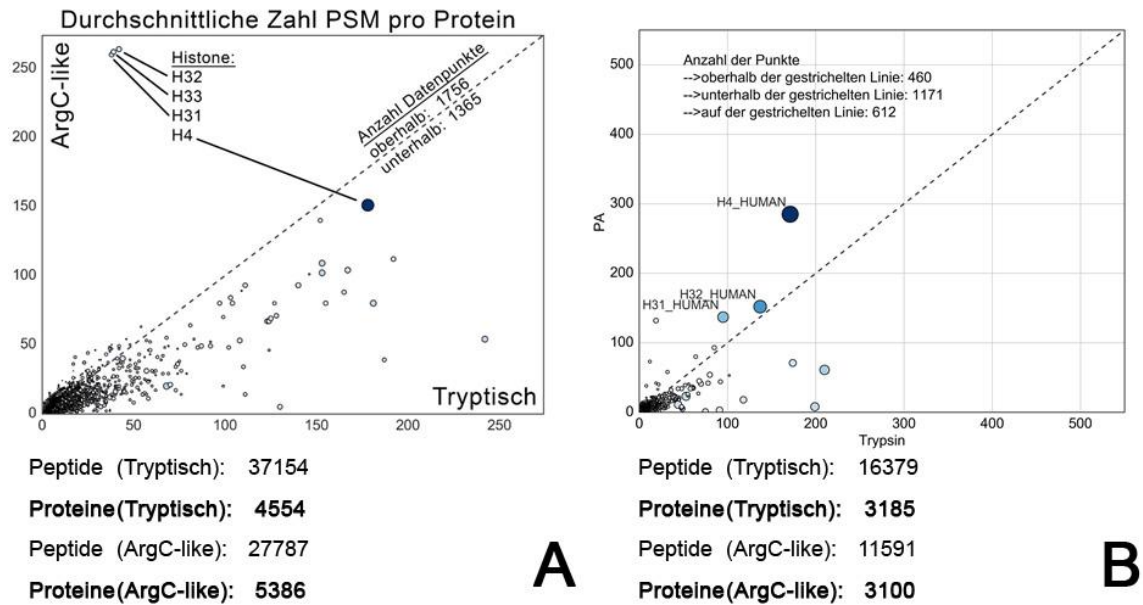 Durchschnittliche Zahl PSM pro Protein
ArgC-like
250
200
150
100
50
0
Histone:
H32
H33
H31
H4
Anzahl Datenpunkte
oberhalb: 1756
unterhalb: 1365
Tryptisch
0
50
100
150
200
250
Peptide (Tryptisch): 37154
Proteine(Tryptisch): 4554
Peptide (ArgC-like): 27787
Proteine(ArgC-like): 5386
A
PA
500
400
300
200
100
0
Anzahl der Punkte
-->oberhalb der gestrichelten Linie: 460
-->unterhalb der gestrichelten Linie: 1171
-->auf der gestrichelten Linie: 612
H4_HUMAN
H32_HUMAN
H31_HUMAN
0
100
200
300
400
500
Trypsin
Peptide (Tryptisch): 16379
Proteine(Tryptisch): 3185
Peptide (ArgC-like): 11591
Proteine(ArgC-like): 3100
B